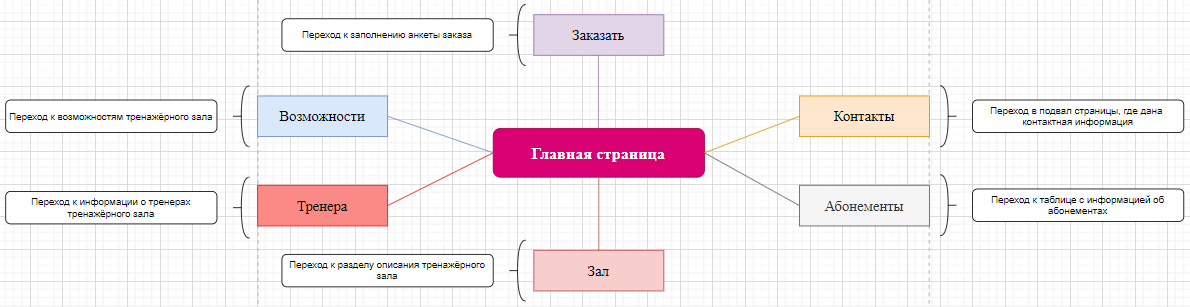 Переход к заполнению анкеты заказа
Заказать
Переход к возможностям тренажёрного зала
Возможности
Контакты
Переход в подвал страницы, где дана
контактная информация
Главная страница
Переход к информации о тренерах
тренажёрного зала
Тренера
Абонементы
Переход к таблице с информацией об
абонементах
Переход к разделу описания тренажёрного
зала
Зал